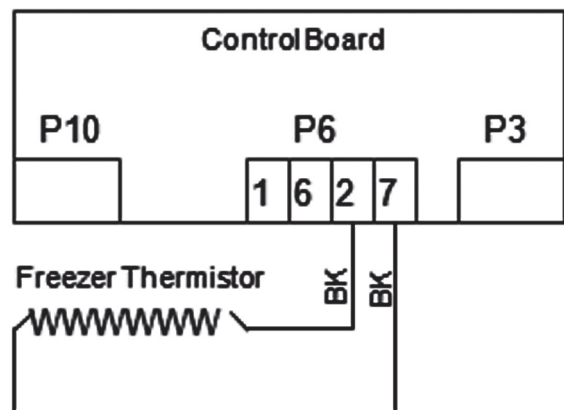 Control Board
P10 P6 P3
1 6 2 7
Freezer Thermistor
BK BK